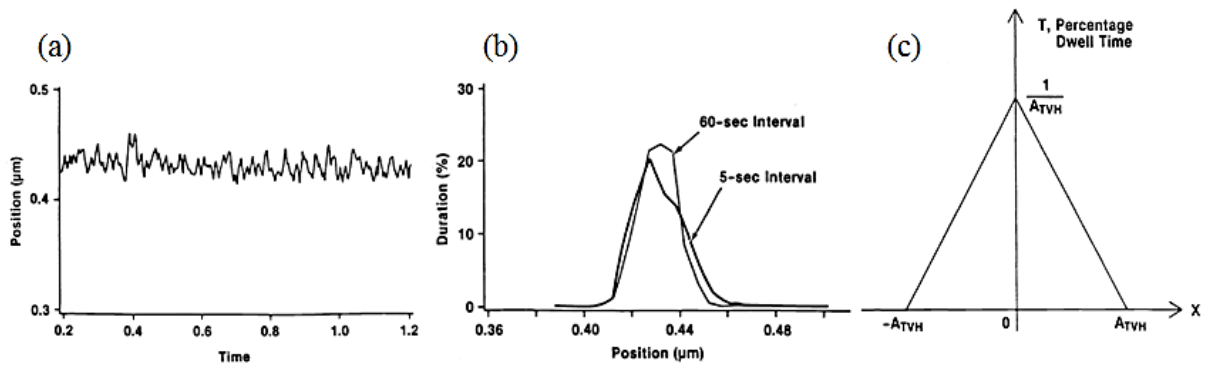 (a)
0.5
0.4
0.3
Position (µm)
0.2 0.4 0.6 0.8 1.0 1.2
Time
(b)
30
20
10
0
Duration (%)
60-sec Interval
5-sec Interval
0.36 0.40 0.44 0.48
Position (µm)
(c)
T, Percentage
Dwell Time
1
A_TVH
-A_TVH 0 A_TVH X